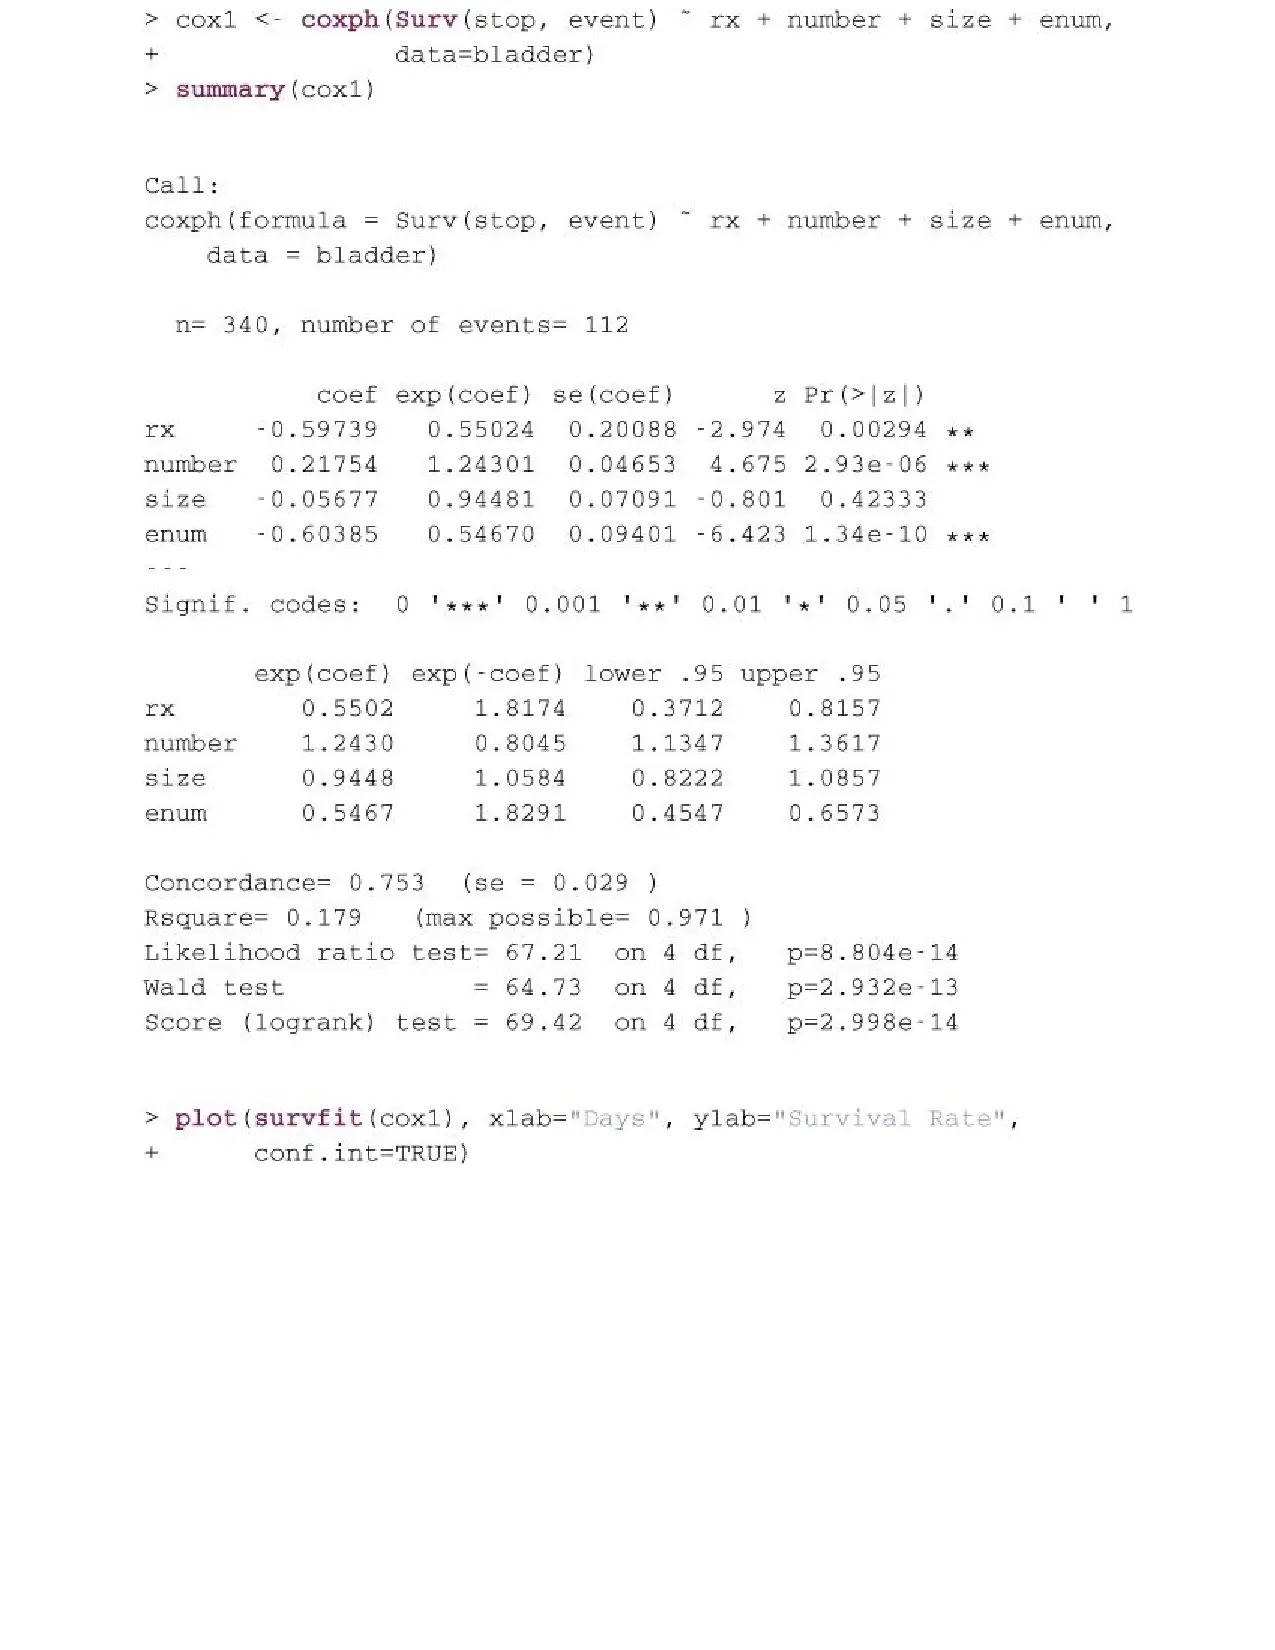 > cox1 <- coxph(Surv(stop, event) ~ rx + number + size + enum,
+               data=bladder)
> summary(cox1)
Call:
coxph(formula = Surv(stop, event) ~ rx + number + size + enum,
    data = bladder)
  n= 340, number of events= 112
           coef exp(coef) se(coef)      z Pr(>|z|)
rx     -0.59739   0.55024  0.20088 -2.974  0.00294 **
number  0.21754   1.24301  0.04653  4.675 2.93e-06 ***
size   -0.05677   0.94481  0.07091 -0.801  0.42333
enum   -0.60385   0.54670  0.09401 -6.423 1.34e-10 ***
---
Signif. codes:  0 '***' 0.001 '**' 0.01 '*' 0.05 '.' 0.1 ' ' 1
       exp(coef) exp(-coef) lower .95 upper .95
rx        0.5502     1.8174    0.3712    0.8157
number    1.2430     0.8045    1.1347    1.3617
size      0.9448     1.0584    0.8222    1.0857
enum      0.5467     1.8291    0.4547    0.6573
Concordance= 0.753  (se = 0.029 )
Rsquare= 0.179   (max possible= 0.971 )
Likelihood ratio test= 67.21  on 4 df,   p=8.804e-14
Wald test            = 64.73  on 4 df,   p=2.932e-13
Score (logrank) test = 69.42  on 4 df,   p=2.998e-14
> plot(survfit(cox1), xlab="Days", ylab="Survival Rate",
+      conf.int=TRUE)